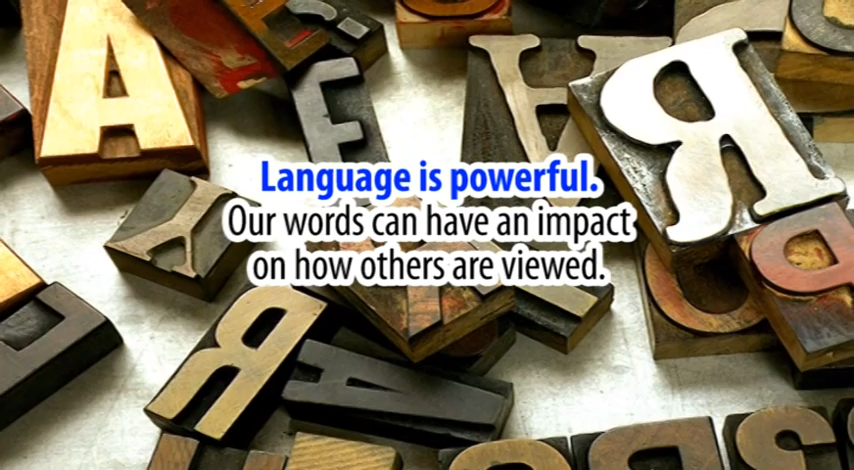 Language is powerful.
Our words can have an impact
on how others are viewed.